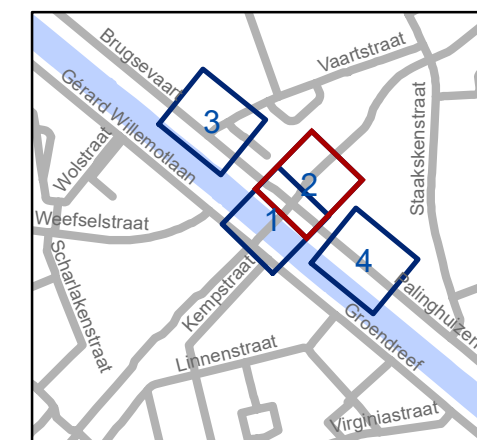 Brugsevaart
Vaartstraat
Gérard Willemotlaan
3
Wolstraat
Staakskenstraat
2
Weefselstraat
1
4
Scharlakenstraat
Kempstraat
Palinghuizen
Groendreef
Linnenstraat
Virginiastraat